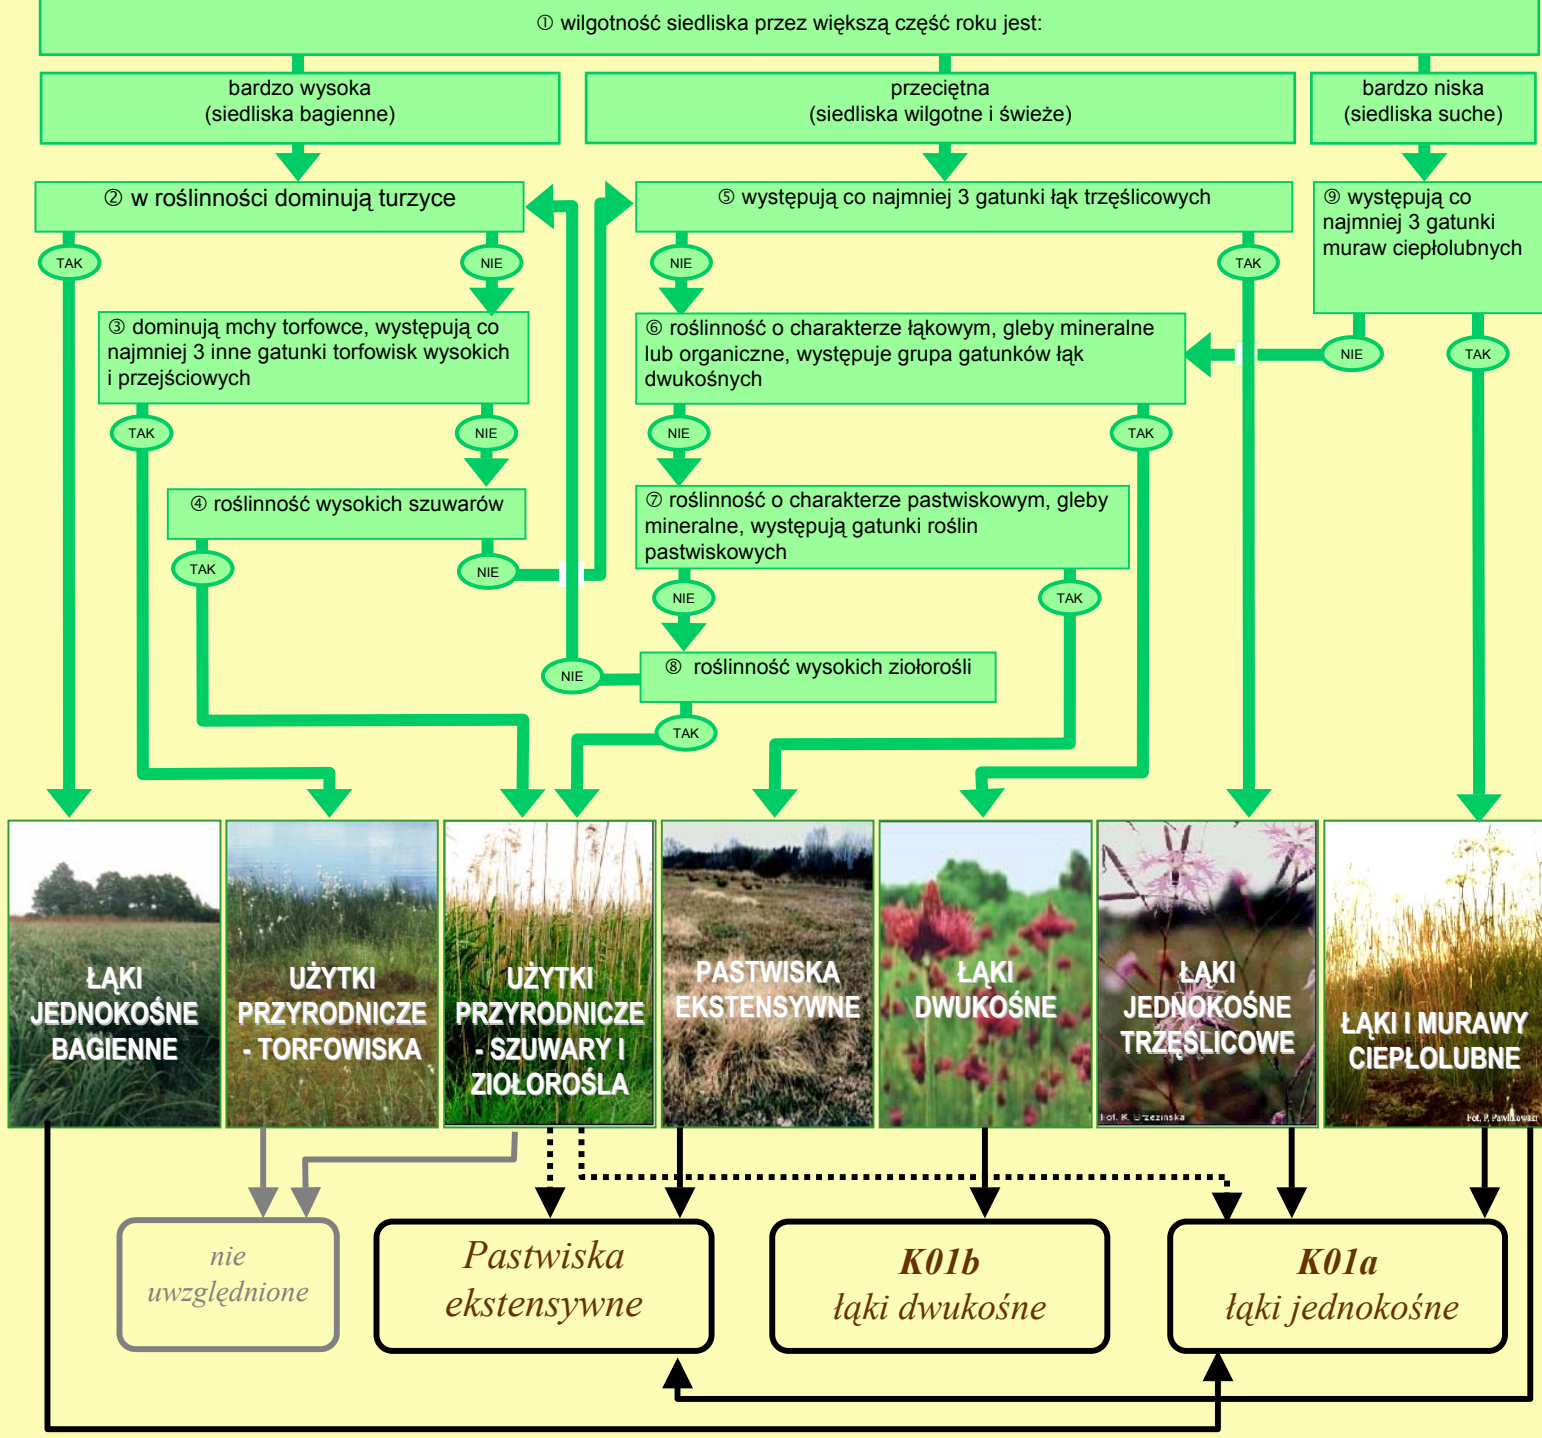 ① wilgotność siedliska przez większą część roku jest:
bardzo wysoka
(siedliska bagienne)
przeciętna
(siedliska wilgotne i świeże)
bardzo niska
(siedliska suche)
② w roślinności dominują turzyce
⑤ występują co najmniej 3 gatunki łąk trzęślicowych
⑨ występują co
najmniej 3 gatunki
muraw ciepłolubnych
TAK
NIE
NIE
TAK
③ dominują mchy torfowce, występują co
najmniej 3 inne gatunki torfowisk wysokich
i przejściowych
⑥ roślinność o charakterze łąkowym, gleby mineralne
lub organiczne, występuje grupa gatunków łąk
dwukośnych
NIE
TAK
TAK
NIE
NIE
TAK
④ roślinność wysokich szuwarów
⑦ roślinność o charakterze pastwiskowym, gleby
mineralne, występują gatunki roślin
pastwiskowych
TAK
NIE
NIE
TAK
⑧ roślinność wysokich ziołorośli
NIE
TAK
ŁĄKI
JEDNOKOŚNE
BAGIENNE
UŻYTKI
PRZYRODNICZE
- TORFOWISKA
UŻYTKI
PRZYRODNICZE
- SZUWARY I
ZIOŁOROŚLA
PASTWISKA
EKSTENSYWNE
ŁĄKI
DWUKOŚNE
ŁĄKI
JEDNOKOŚNE
TRZĘŚLICOWE
ŁĄKI I MURAWY
CIEPŁOLUBNE
Fot. K.
Fot. P. Pawlikowski
nie
uwzględnione
Pastwiska
ekstensywne
K01b
łąki dwukośne
K01a
łąki jednokośne